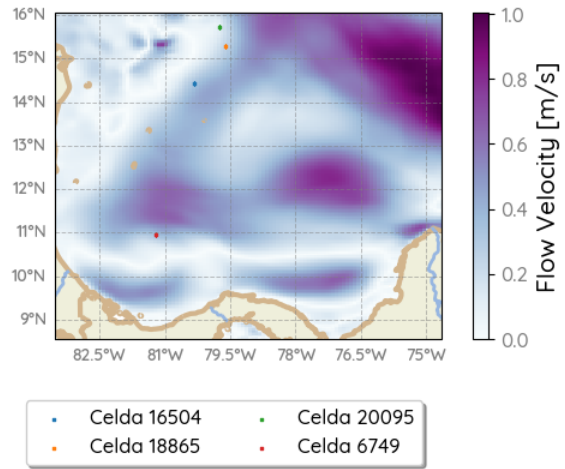 16°N
15°N
14°N
13°N
12°N
11°N
10°N
9°N
82.5°W 81°W 79.5°W 78°W 76.5°W 75°W
1.0
0.8
0.6
0.4
0.2
0.0
Flow Velocity [m/s]
Celda 16504 Celda 20095
Celda 18865 Celda 6749